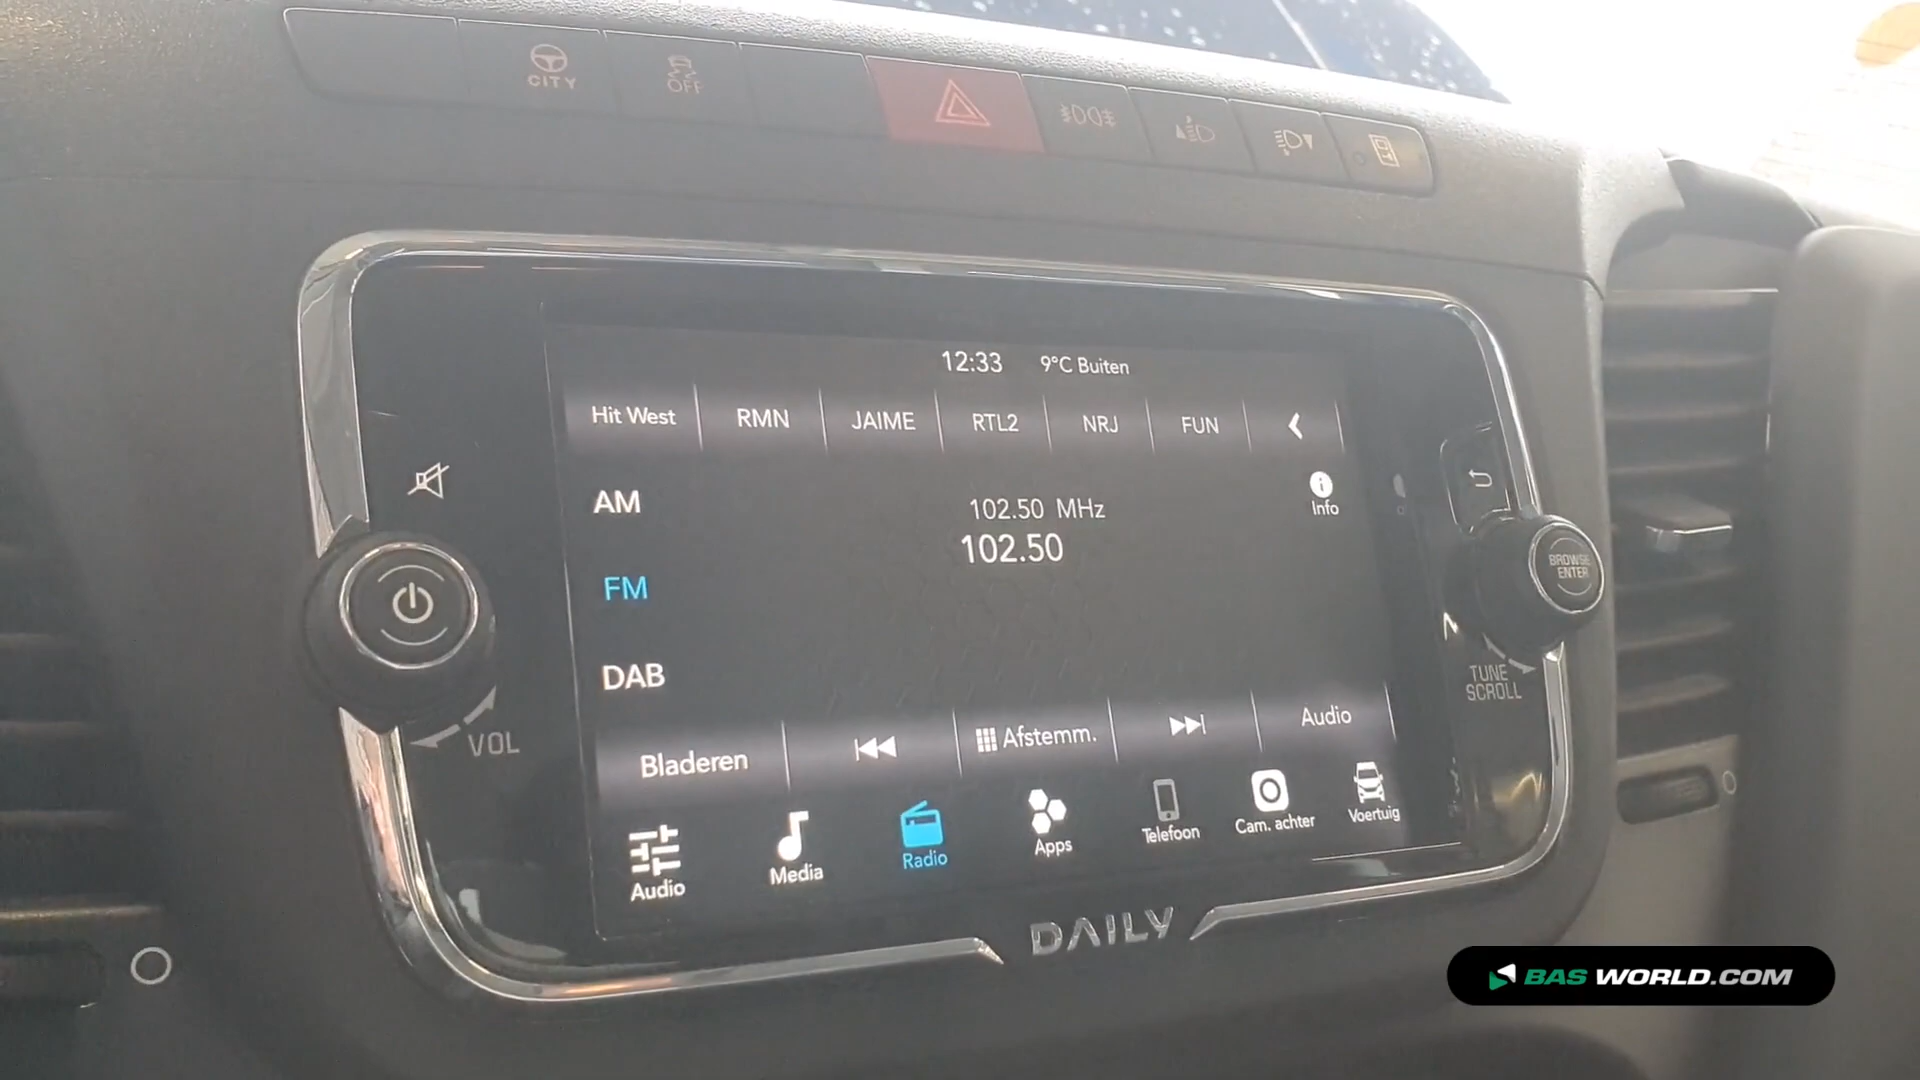 CITY
OFF
12:33 9°C Buiten
Hit West RMN JAIME RTL2 NRJ FUN
AM
102.50 MHz
102.50
Info
FM
DAB
BROWSE
ENTER
TUNE
SCROLL
VOL
Bladeren Afstemm. Audio
Audio Media Radio Apps Telefoon Cam. achter Voertuig
DAILY
BAS WORLD.COM